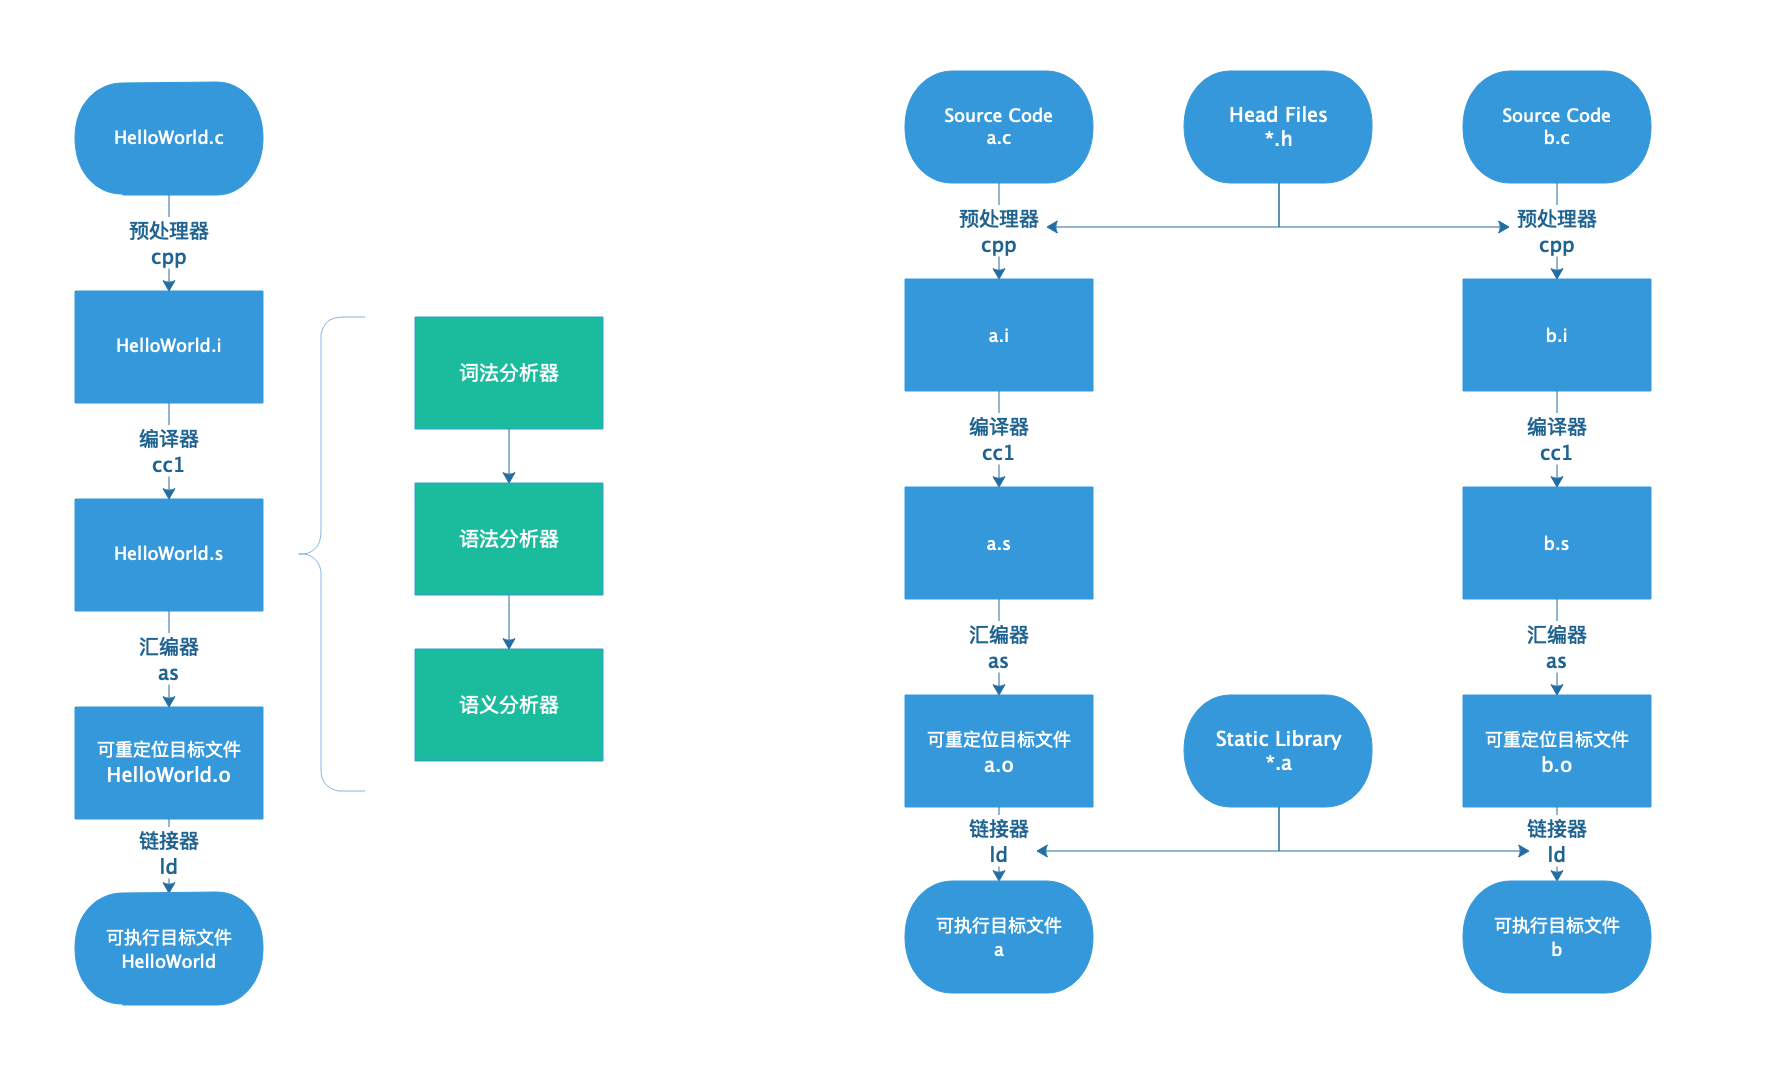 HelloWorld.c
预处理器
cpp
HelloWorld.i
编译器
cc1
HelloWorld.s
汇编器
as
可重定位目标文件
HelloWorld.o
链接器
ld
可执行目标文件
HelloWorld
词法分析器
语法分析器
语义分析器
Source Code
a.c
预处理器
cpp
a.i
编译器
cc1
a.s
汇编器
as
可重定位目标文件
a.o
链接器
ld
可执行目标文件
a
Head Files
*.h
Static Library
*.a
Source Code
b.c
预处理器
cpp
b.i
编译器
cc1
b.s
汇编器
as
可重定位目标文件
b.o
链接器
ld
可执行目标文件
b